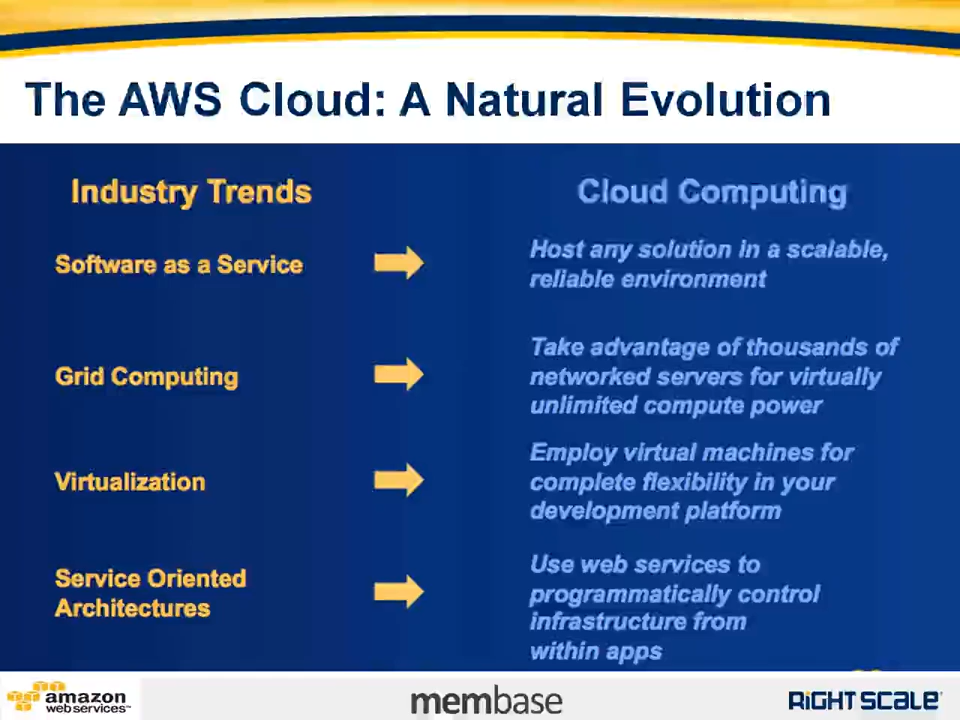 The AWS Cloud: A Natural Evolution
Industry Trends
Cloud Computing
Software as a Service
Host any solution in a scalable,
reliable environment
Grid Computing
Take advantage of thousands of
networked servers for virtually
unlimited compute power
Virtualization
Employ virtual machines for
complete flexibility in your
development platform
Service Oriented
Architectures
Use web services to
programmatically control
infrastructure from
within apps
amazon
webservices™
membase
RIGHTSCALE